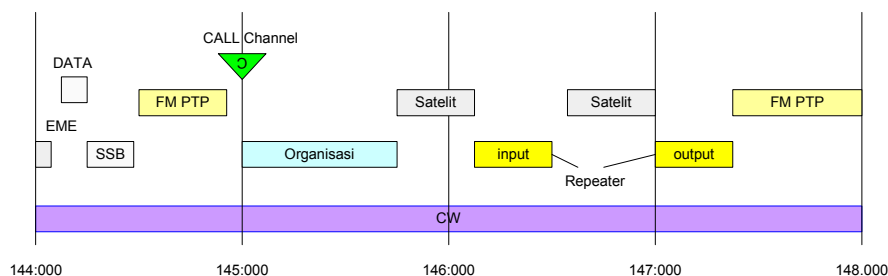 CALL Channel
C
DATA
FM PTP
Satelit
Satelit
FM PTP
EME
SSB
Organisasi
input
output
Repeater
CW
144:000
145:000
146:000
147:000
148.000